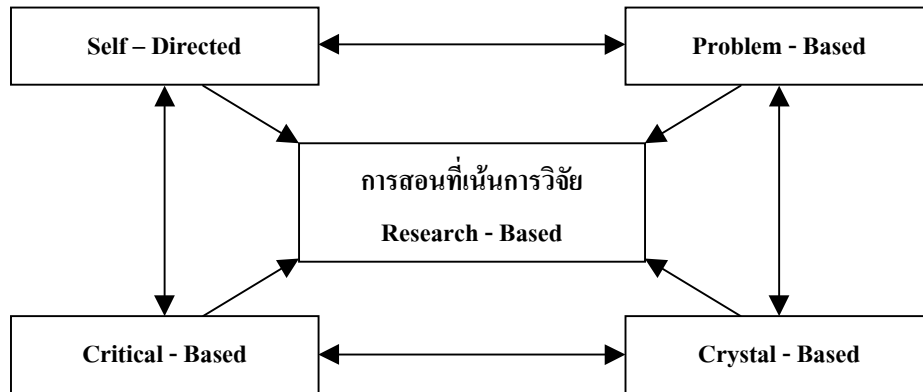 Self – Directed
Problem - Based
การสอนที่เน้นการวิจัย
Research - Based
Critical - Based
Crystal - Based